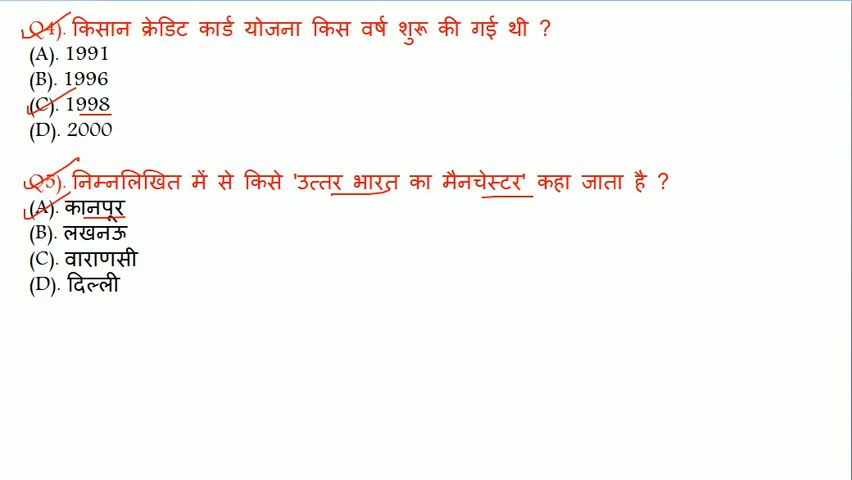 Q4). किसान क्रेडिट कार्ड योजना किस वर्ष शुरू की गई थी ?
(A). 1991
(B). 1996
(C). 1998
(D). 2000
Q5). निम्नलिखित में से किसे 'उत्तर भारत का मैनचेस्टर' कहा जाता है ?
(A). कानपूर
(B). लखनऊ
(C). वाराणसी
(D). दिल्ली